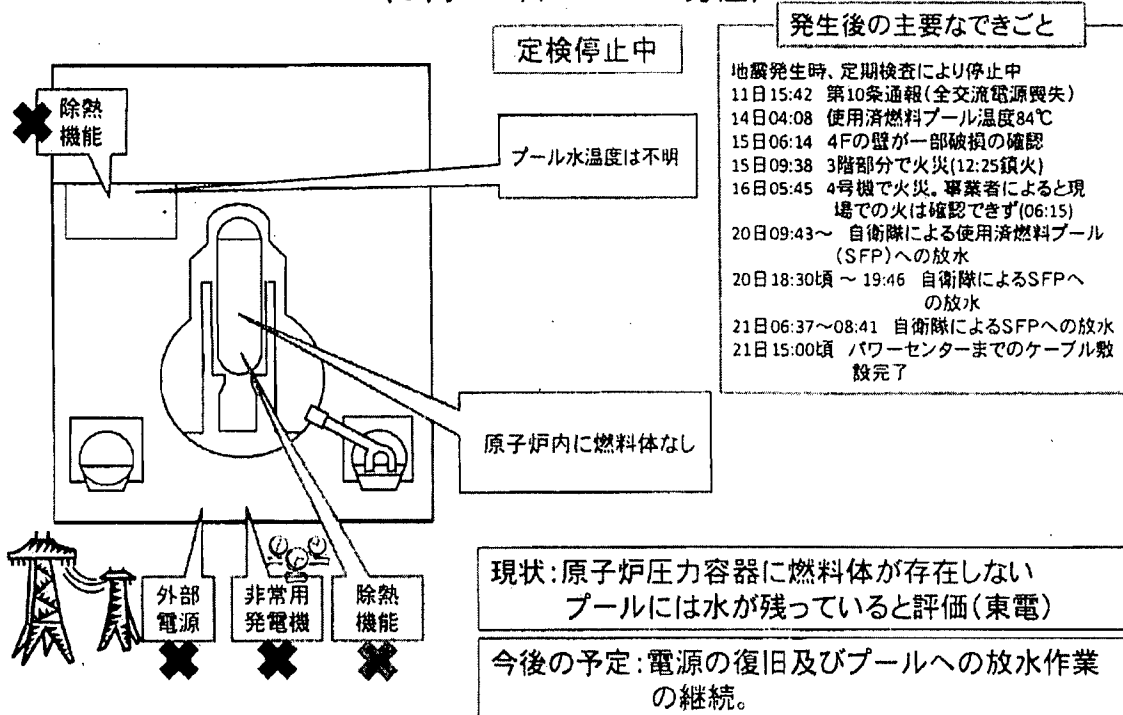 定検停止中
発生後の主要なできごと
地震発生時、定期検査により停止中
11日15:42 第10条通報(全交流電源喪失)
14日04:08 使用済燃料プール温度84℃
15日06:14 4Fの壁が一部破損の確認
15日09:38 3階部分で火災(12:25鎮火)
16日05:45 4号機で火災。事業者によると現
場での火は確認できず(06:15)
20日09:43~ 自衛隊による使用済燃料プール
(SFP)への放水
20日18:30頃 ~ 19:46 自衛隊によるSFPへ
の放水
21日06:37~08:41 自衛隊によるSFPへの放水
21日15:00頃 パワーセンターまでのケーブル敷
設完了
除熱
機能
プール水温度は不明
原子炉内に燃料体なし
外部
電源
非常用
発電機
除熱
機能
現状:原子炉圧力容器に燃料体が存在しない
プールには水が残っていると評価(東電)
今後の予定:電源の復旧及びプールへの放水作業
の継続。